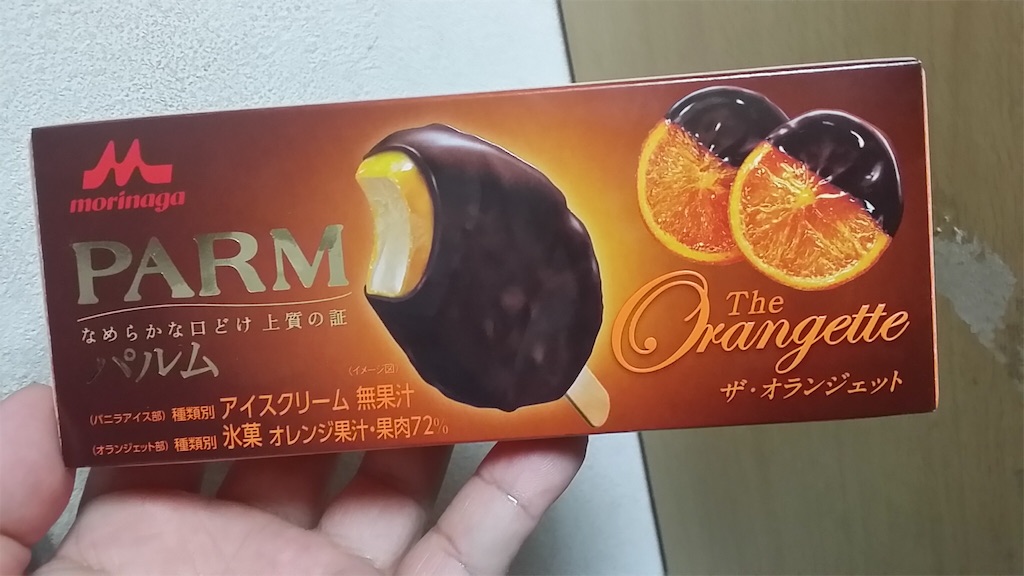 morinaga
PARM
なめらかな口どけ 上質の証
パルム
(イメージ図)
(バニラアイス部) 種類別 アイスクリーム 無果汁
(オランジェット部) 種類別 氷菓 オレンジ果汁・果肉72%
The
Orangette
ザ・オランジェット